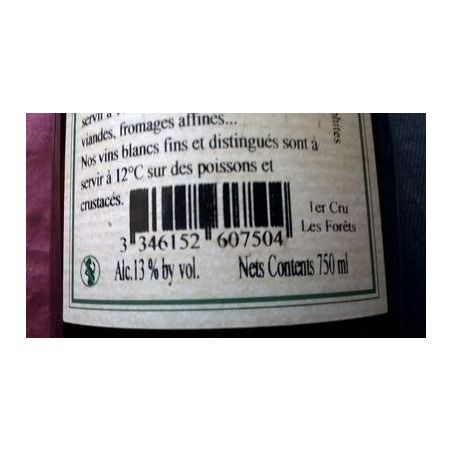 servir à
viandes, fromages affinés...
Nos vins blancs fins et distingués sont à
servir à 12°C sur des poissons et
crustacés.
1er Cru
Les Forêts
3 346152 607504
Alc.13 % by vol. Nets Contents 750 ml